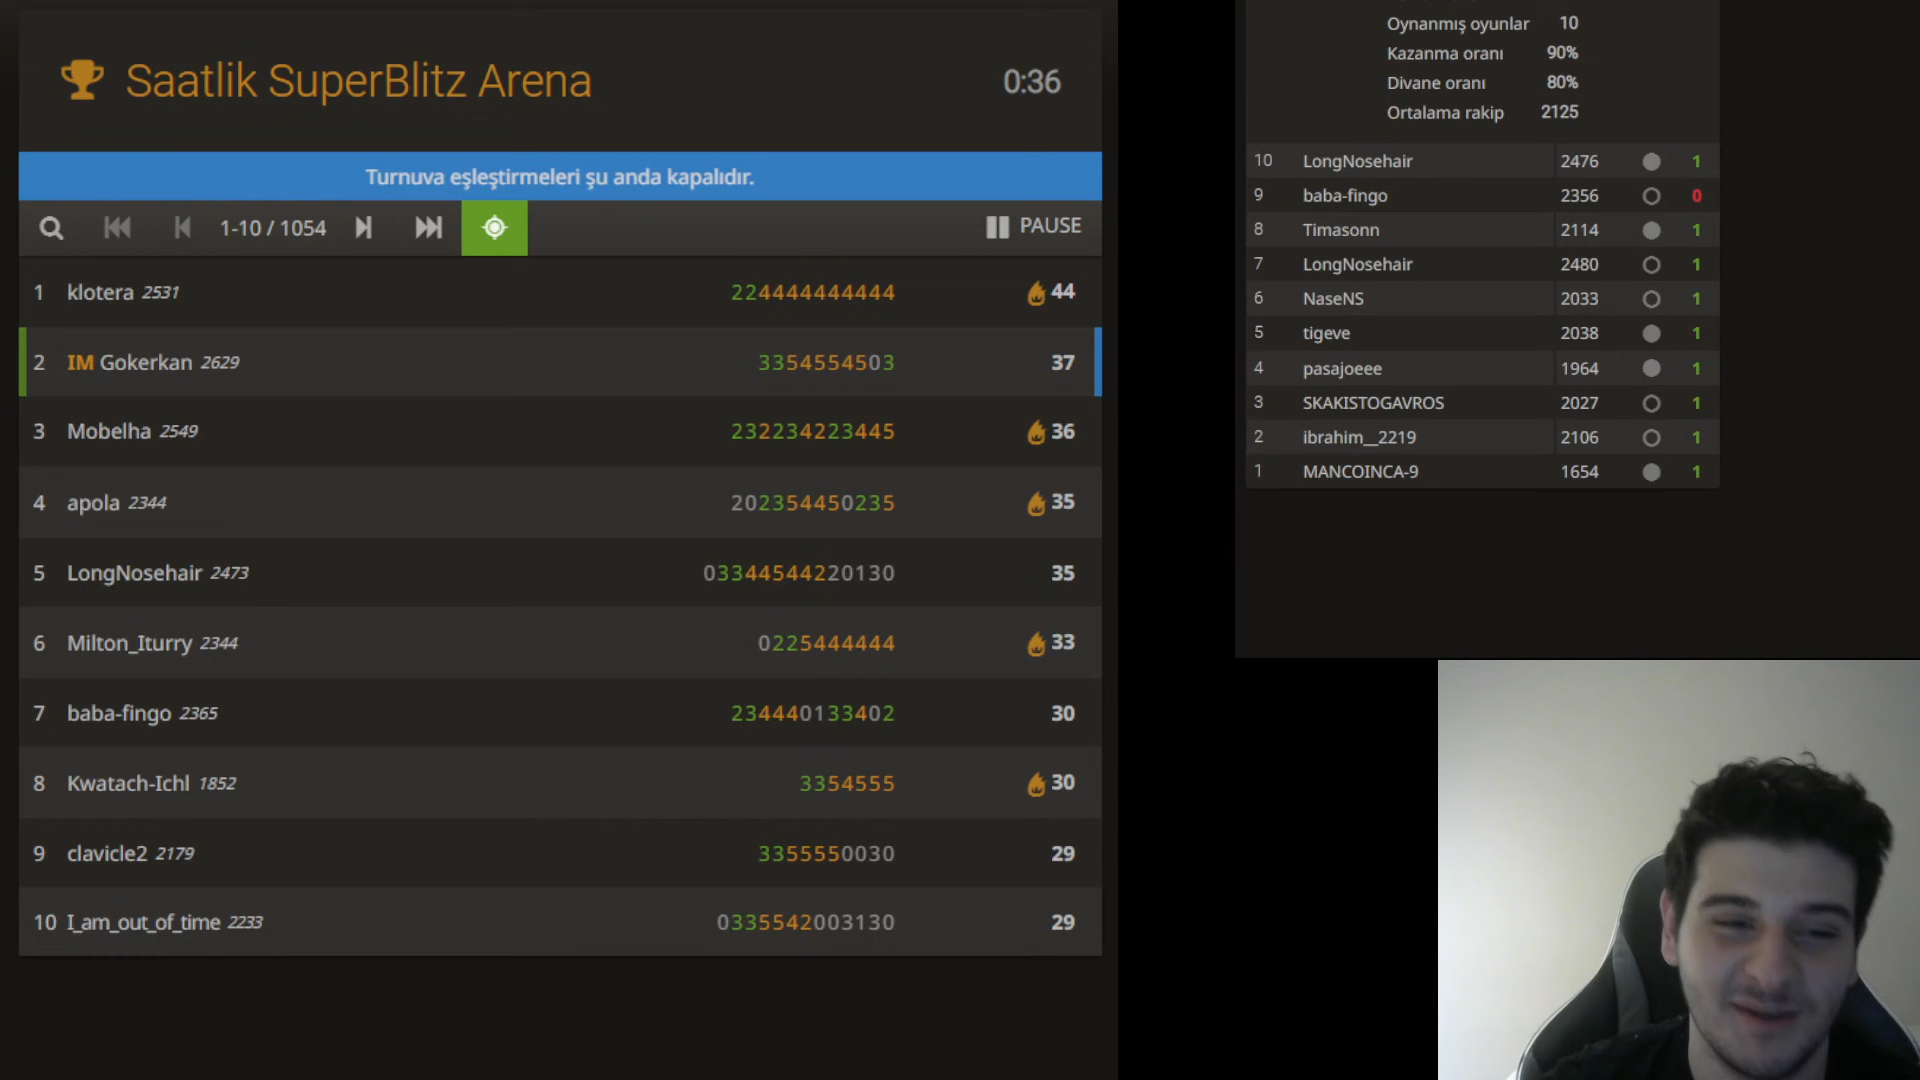 Saatlik SuperBlitz Arena 0:36
Turnuva eşleştirmeleri şu anda kapalıdır.
1-10 / 1054 PAUSE
1 klotera 2531 224444444444 44
2 IM Gokerkan 2629 3354554503 37
3 Mobelha 2549 232234223445 36
4 apola 2344 202354450235 35
5 LongNosehair 2473 03344544220130 35
6 Milton_Iturry 2344 0225444444 33
7 baba-fingo 2365 234440133402 30
8 Kwatach-Ichl 1852 3354555 30
9 clavicle2 2179 3355550030 29
10 I_am_out_of_time 2233 0335542003130 29
Oynanmış oyunlar 10
Kazanma oranı 90%
Divane oranı 80%
Ortalama rakip 2125
10 LongNosehair 2476 1
9 baba-fingo 2356 0
8 Timasonn 2114 1
7 LongNosehair 2480 1
6 NaseNS 2033 1
5 tigeve 2038 1
4 pasajoeee 1964 1
3 SKAKISTOGAVROS 2027 1
2 ibrahim__2219 2106 1
1 MANCOINCA-9 1654 1